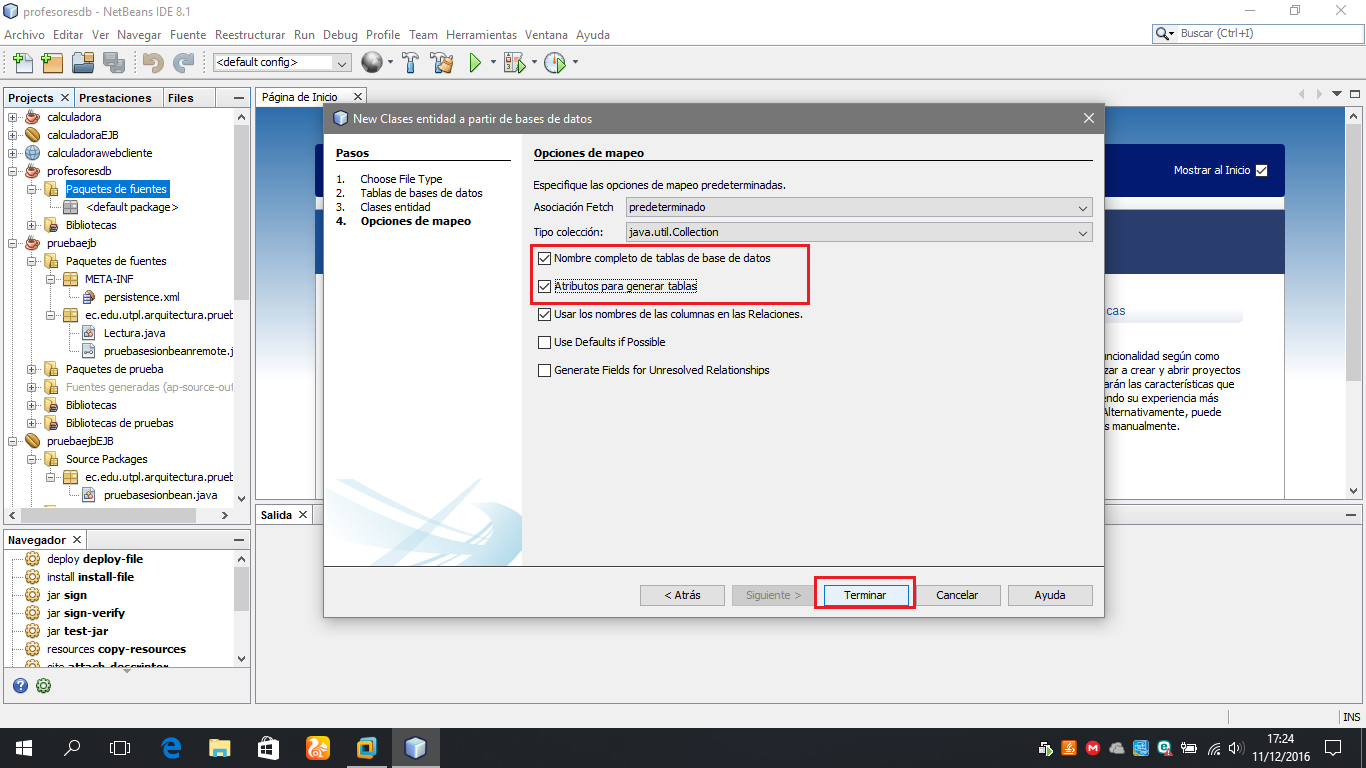 profesoresdb - NetBeans IDE 8.1
Archivo Editar Ver Navegar Fuente Reestructurar Run Debug Profile Team Herramientas Ventana Ayuda
Buscar (Ctrl+I)
<default config>
Projects Prestaciones Files
calculadora
calculadoraEJB
calculadorawebcliente
profesoresdb
Paquetes de fuentes
<default package>
Bibliotecas
pruebaejb
Paquetes de fuentes
META-INF
persistence.xml
ec.edu.utpl.arquitectura.prueb
Lectura.java
pruebasesionbeanremote.j
Paquetes de prueba
Fuentes generadas (ap-source-out
Bibliotecas
Bibliotecas de pruebas
pruebaejbEJB
Source Packages
ec.edu.utpl.arquitectura.prueb
pruebasesionbean.java
Navegador
deploy deploy-file
install install-file
jar sign
jar sign-verify
jar test-jar
resources copy-resources
site attach-descriptor
Página de Inicio
Mostrar al Inicio
cas
uncionalidad según como
zar a crear y abrir proyectos
arán las características que
endo su experiencia más
Alternativamente, puede
s manualmente.
New Clases entidad a partir de bases de datos
Pasos
1. Choose File Type
2. Tablas de bases de datos
3. Clases entidad
4. Opciones de mapeo
Opciones de mapeo
Especifique las opciones de mapeo predeterminadas.
Asociación Fetch predeterminado
Tipo colección: java.util.Collection
Nombre completo de tablas de base de datos
Atributos para generar tablas
Usar los nombres de las columnas en las Relaciones.
Use Defaults if Possible
Generate Fields for Unresolved Relationships
< Atrás Siguiente > Terminar Cancelar Ayuda
Salida
INS
17:24
11/12/2016